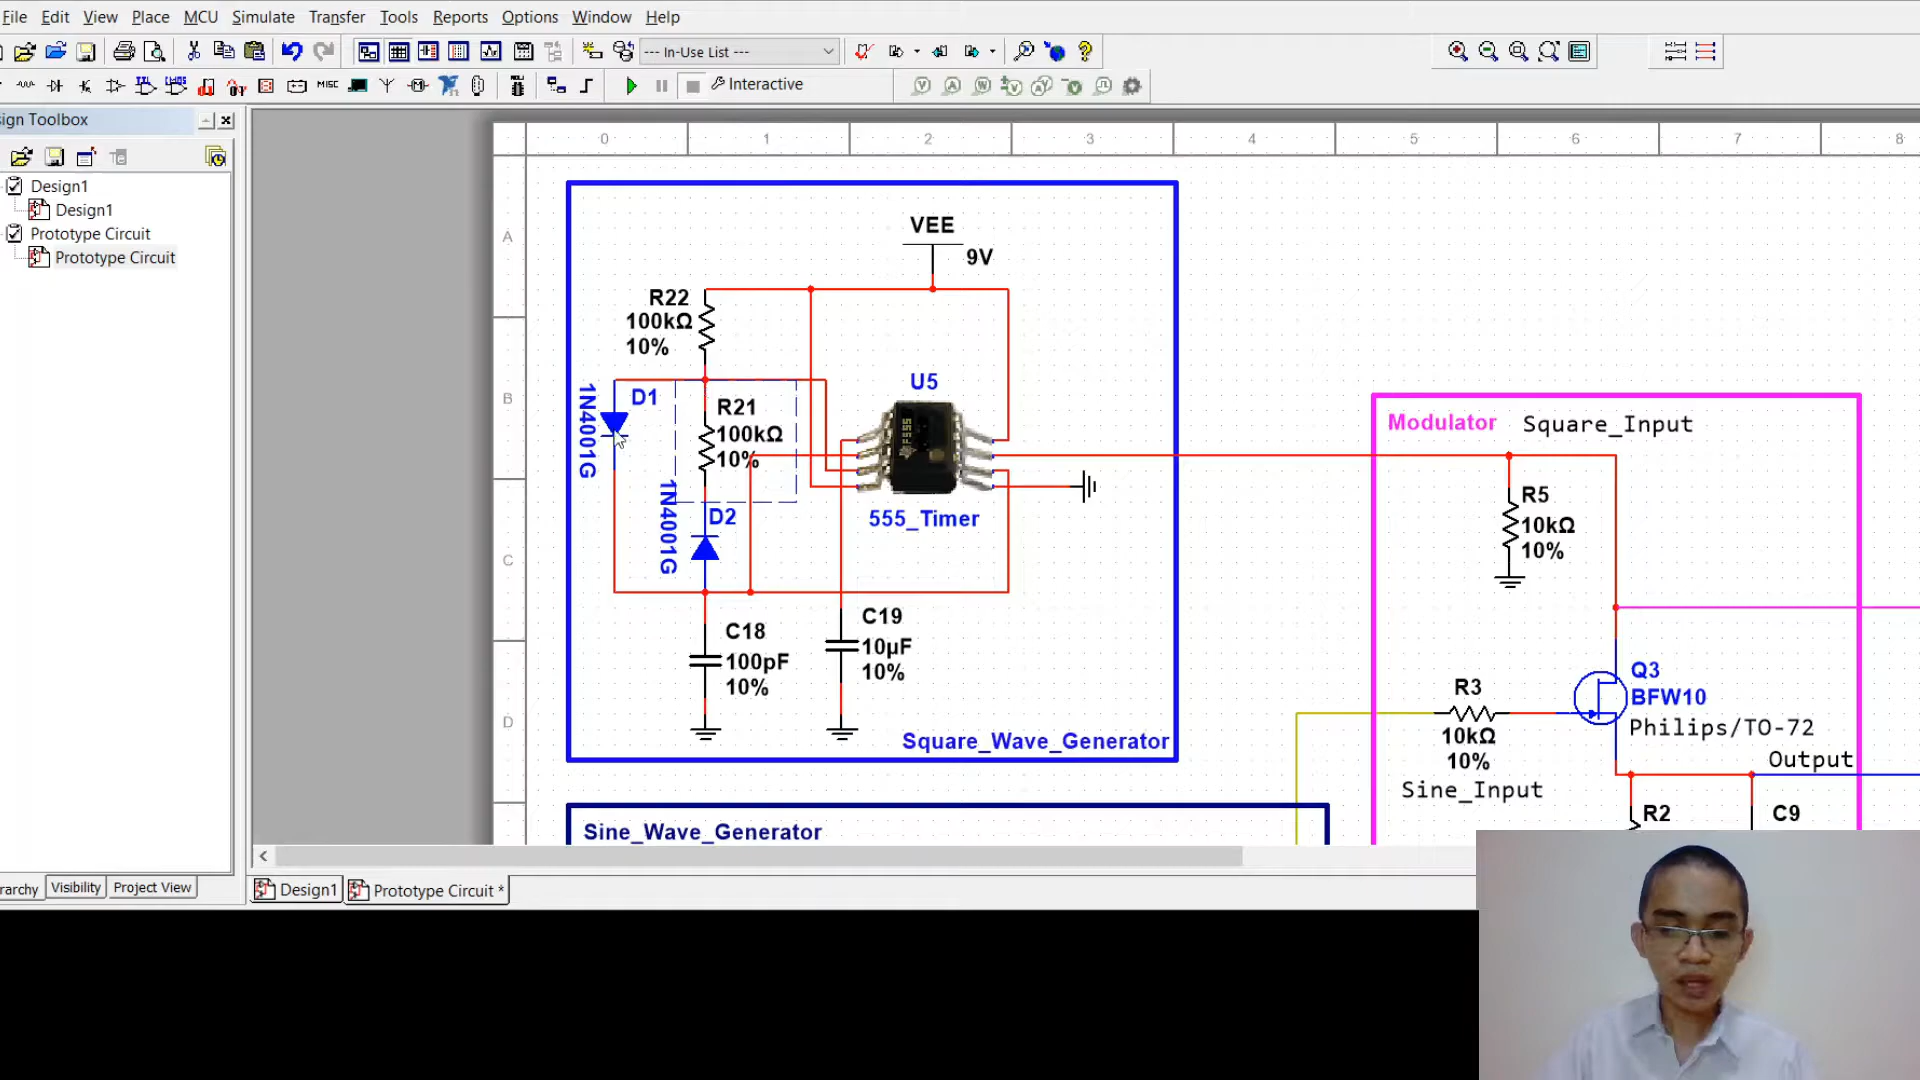 File Edit View Place MCU Simulate Transfer Tools Reports Options Window Help
--- In-Use List ---
MISC
Interactive
sign Toolbox
Design1
Design1
Prototype Circuit
Prototype Circuit
0 1 2 3 4 5 6 7 8
A
B
C
D
VEE
9V
R22
100kΩ
10%
D1
1N4001G
R21
100kΩ
10%
D2
1N4001G
U5
555_Timer
C18
100pF
10%
C19
10µF
10%
Square_Wave_Generator
Sine_Wave_Generator
Modulator
Square_Input
R5
10kΩ
10%
R3
10kΩ
10%
Sine_Input
Q3
BFW10
Philips/TO-72
Output
R2
C9
rarchy Visibility Project View
Design1 Prototype Circuit *